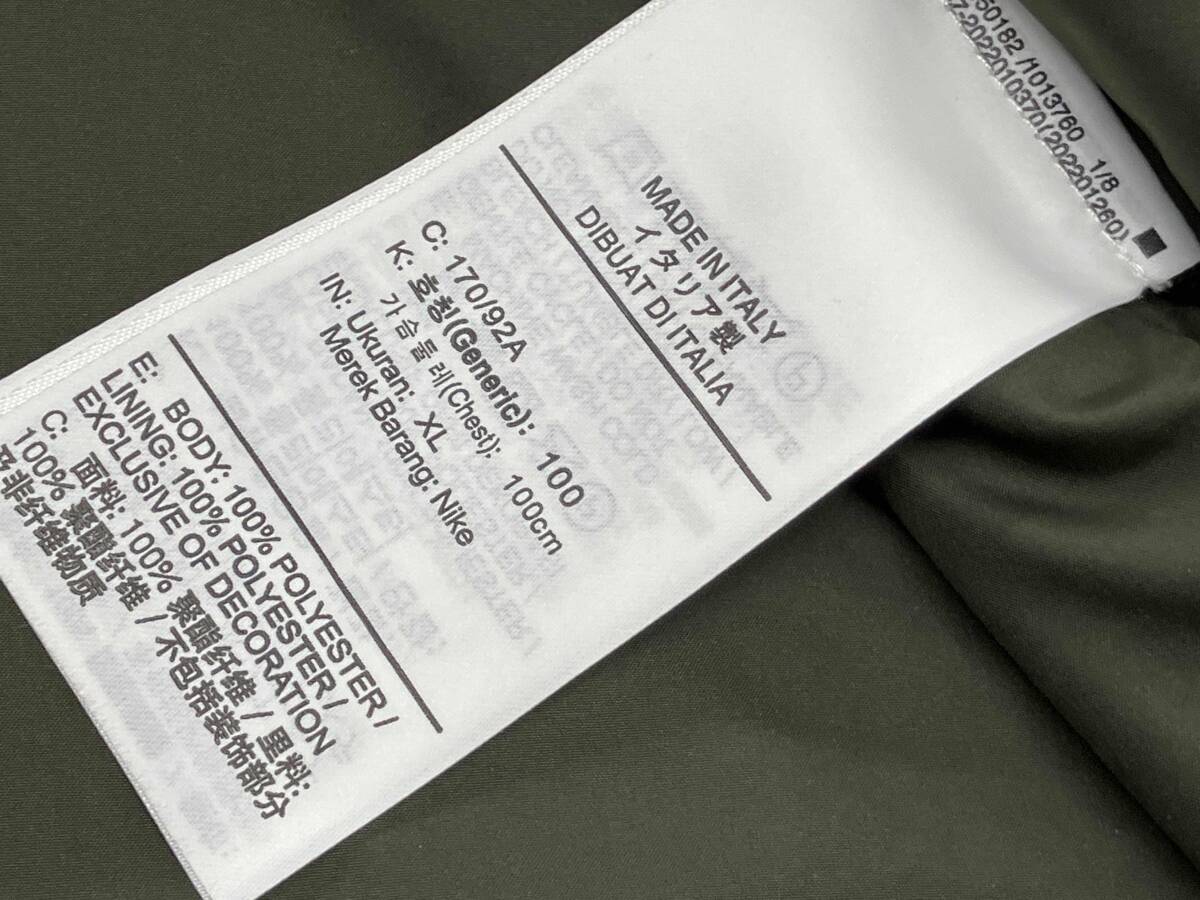 50182 /1013760 1/8
7-2022010370(202201260)
MADE IN ITALY
イタリア製
DIBUAT DI ITALIA
C: 170/92A
K: 호칭(Generic): 100
가슴둘레(Chest): 100cm
IN: Ukuran: XL
Merek Barang: Nike
E: BODY: 100% POLYESTER /
LINING: 100% POLYESTER /
EXCLUSIVE OF DECORATION
C: 面料: 100% 聚酯纤维 / 里料:
100% 聚酯纤维 / 不包括装饰部分
及非纤维物质